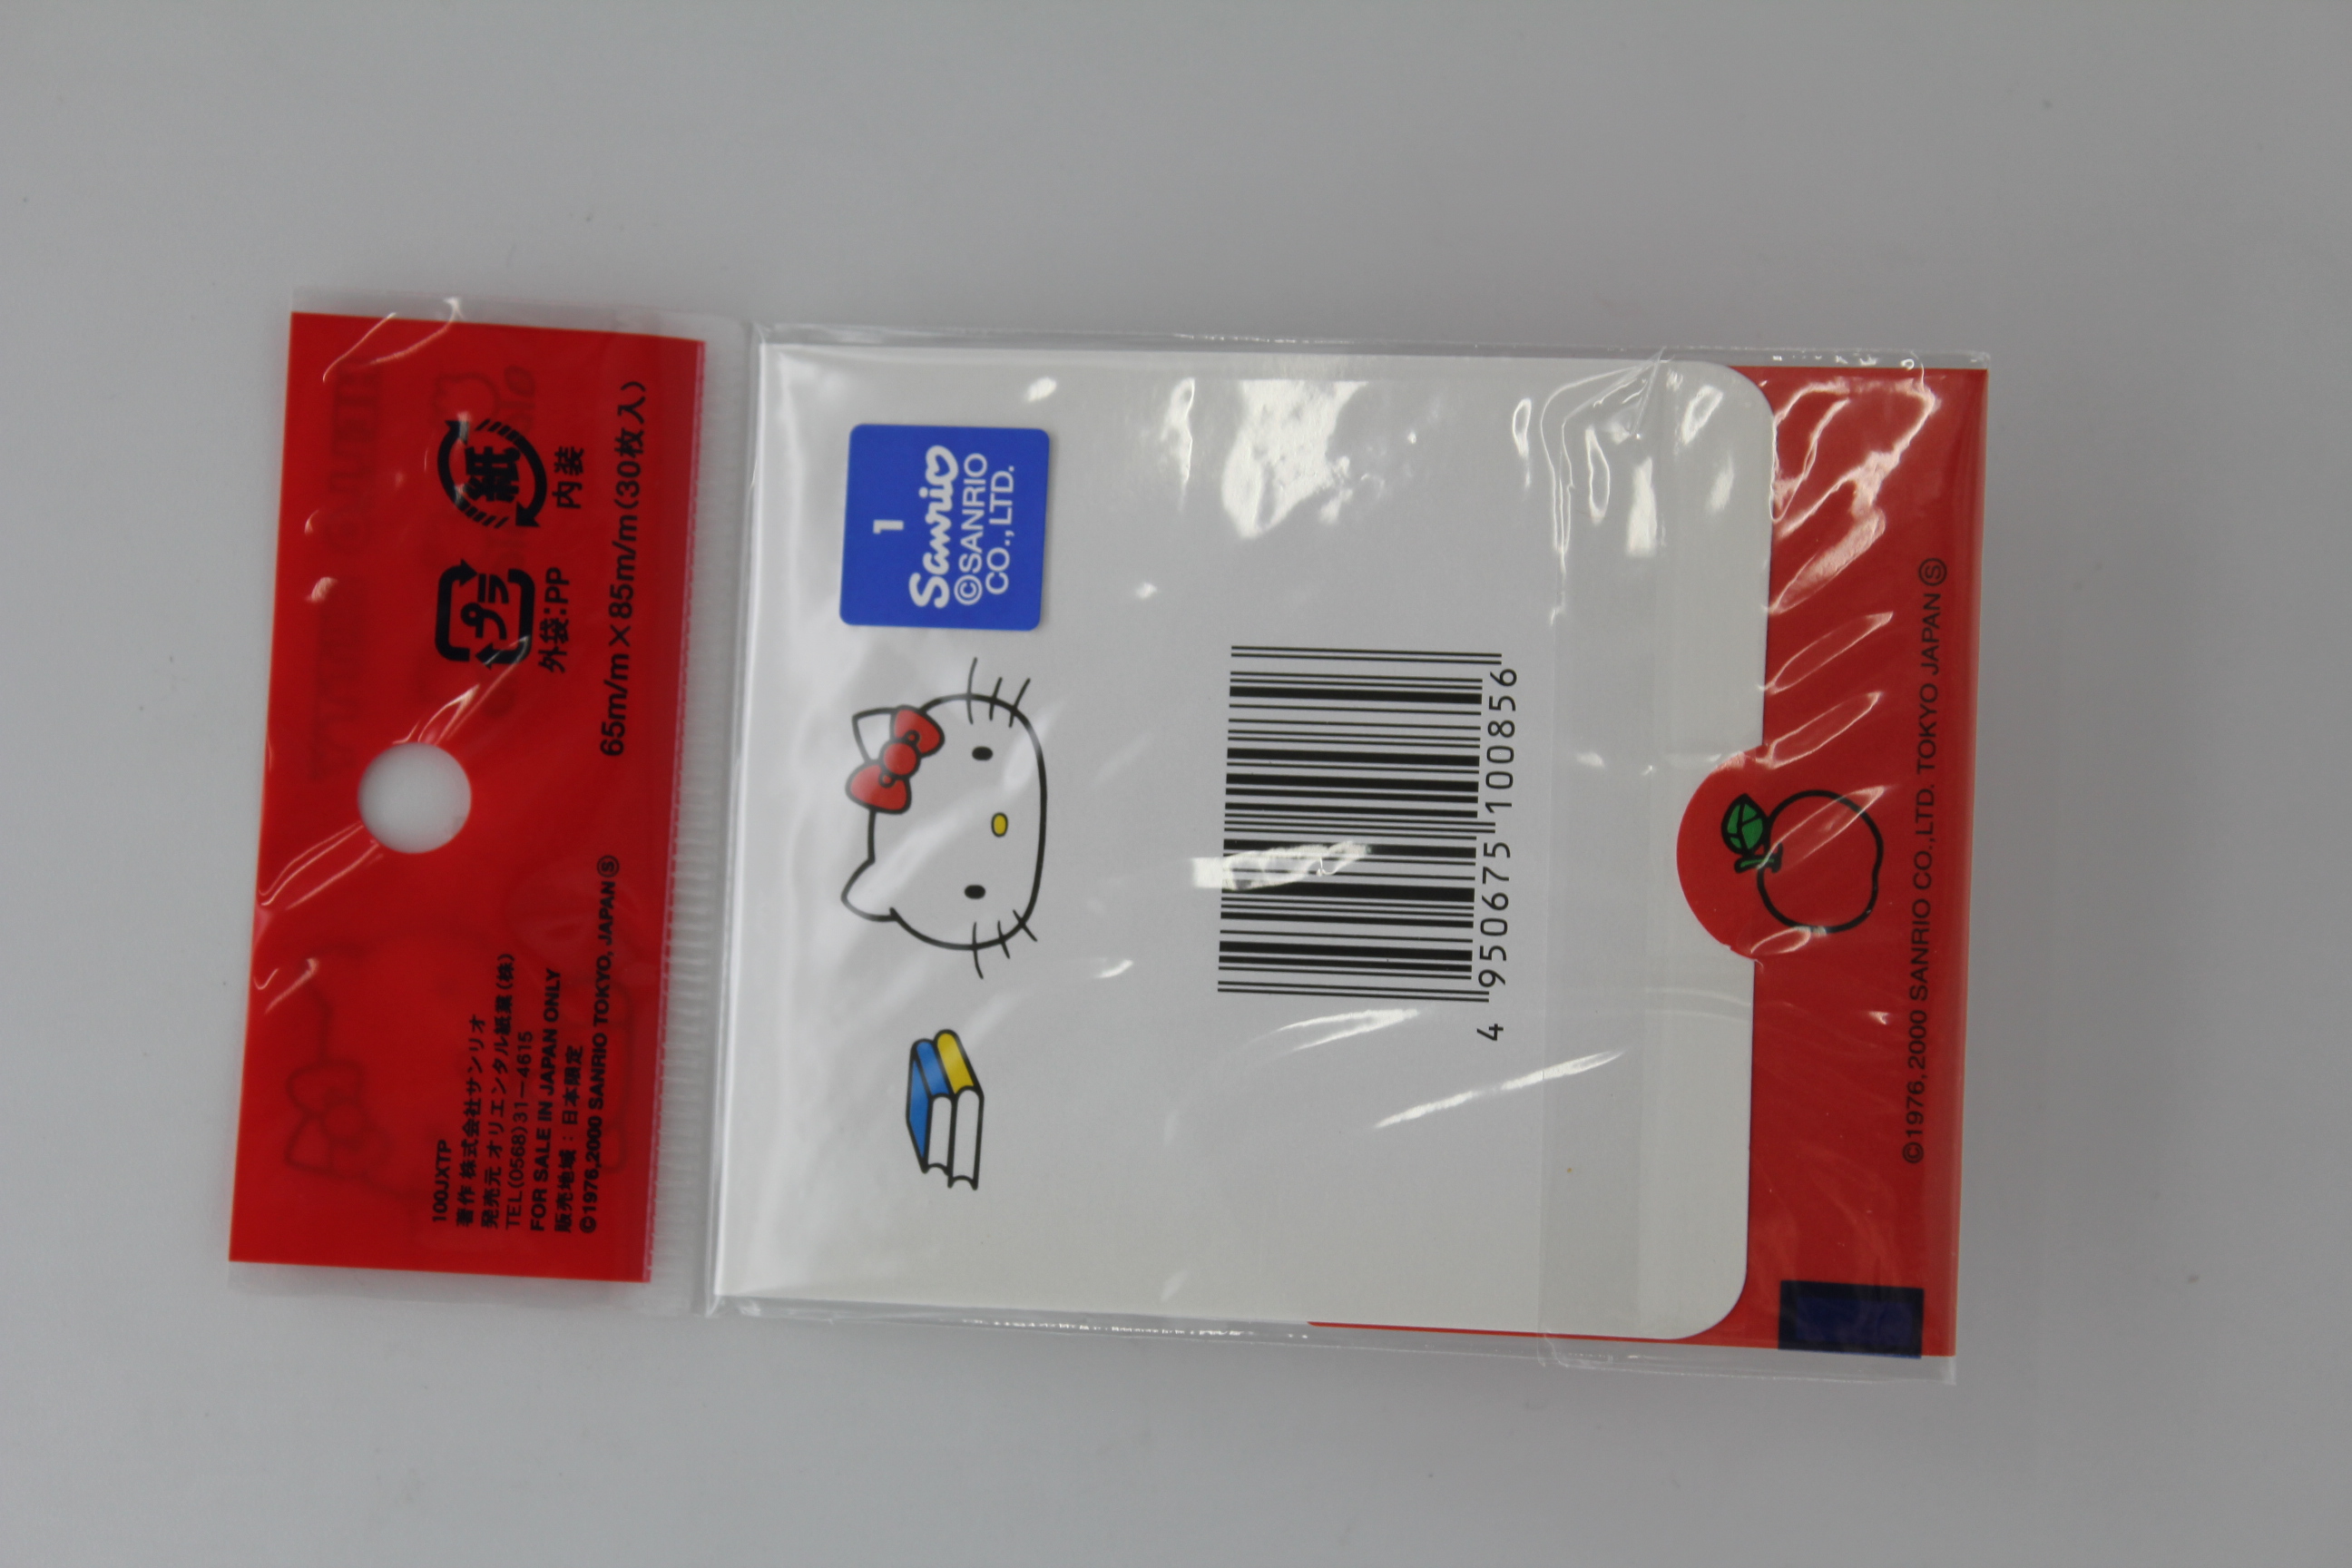 紙
内装
プラ
外袋:PP
65m/m×85m/m(30枚入)
100JXTP
著作 株式会社サンリオ
発売元 オリエンタル紙業(株)
TEL(0568)31-4615
FOR SALE IN JAPAN ONLY
販売地域:日本限定
©1976,2000 SANRIO TOKYO, JAPAN Ⓢ
1
Sanrio
©SANRIO
CO.,LTD.
4 950675 100856
©1976,2000 SANRIO CO.,LTD. TOKYO JAPAN Ⓢ